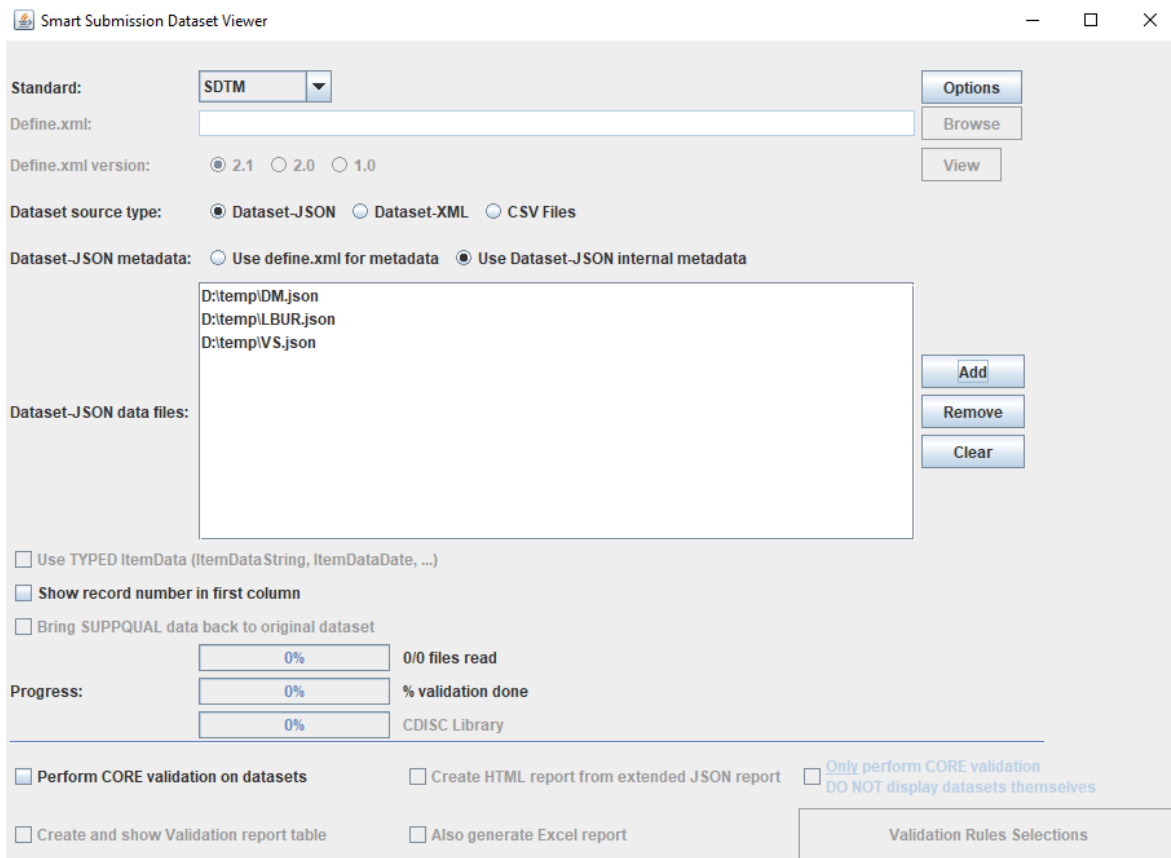 Smart Submission Dataset Viewer
Standard: SDTM Options
Define.xml: Browse
Define.xml version: 2.1 2.0 1.0 View
Dataset source type: Dataset-JSON Dataset-XML CSV Files
Dataset-JSON metadata: Use define.xml for metadata Use Dataset-JSON internal metadata
D:\temp\DM.json
D:\temp\LBUR.json
D:\temp\VS.json
Add
Dataset-JSON data files: Remove
Clear
Use TYPED ItemData (ItemDataString, ItemDataDate, ...)
Show record number in first column
Bring SUPPQUAL data back to original dataset
0% 0/0 files read
Progress: 0% % validation done
0% CDISC Library
Perform CORE validation on datasets Create HTML report from extended JSON report Only perform CORE validation
DO NOT display datasets themselves
Create and show Validation report table Also generate Excel report Validation Rules Selections